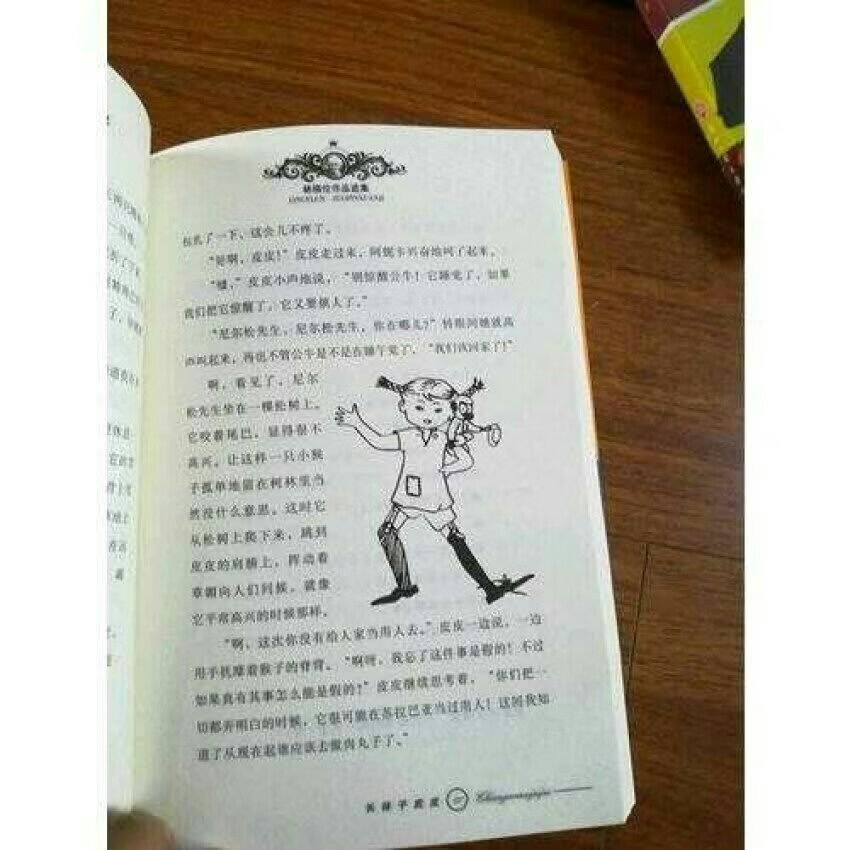 林格伦作品选集
包扎了一下，这会儿不疼了。
“哥啊，皮皮！”皮皮走过来，阿妮卡兴奋地叫了起来。
“嘘，”皮皮小声地说，“别惊醒公牛！它睡觉了，如果
我们把它惊醒了，它又要狠人了。”
“尼尔松先生，尼尔松先生，你在哪儿？”转眼间她就高
声叫起来，再也不管公牛是不是在睡午觉了，“我们该回家了！”
啊，看见了，尼尔
松先生坐在一棵松树上。
它咬着尾巴，显得很不
高兴。让这样一只小猴
子孤单地留在树林里当
然没什么意思。这时它
从松树上爬下来，跳到
皮皮的肩膀上，挥动着
草帽向人们问候，就像
它平常高兴的时候那样。
“啊，这次你没有给人家当用人去。”皮皮一边说，一边
用手抚摩着猴子的脊背。“啊呀，我忘了这件事是假的！不过
如果真有其事怎么能是假的！”皮皮继续思考着，“你们把一
切都弄明白的时候，它很可能在苏拉巴亚当过用人！这回我知
道了从现在起谁应该去做肉丸子了。”
长袜子皮皮
Changwazipipi